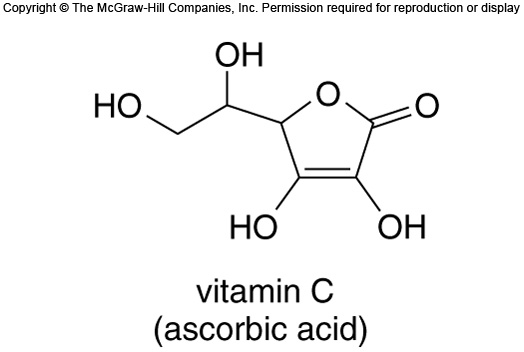 Copyright © The McGraw-Hill Companies, Inc. Permission required for reproduction or display
OH
HO
O
O
HO
OH
vitamin C
(ascorbic acid)